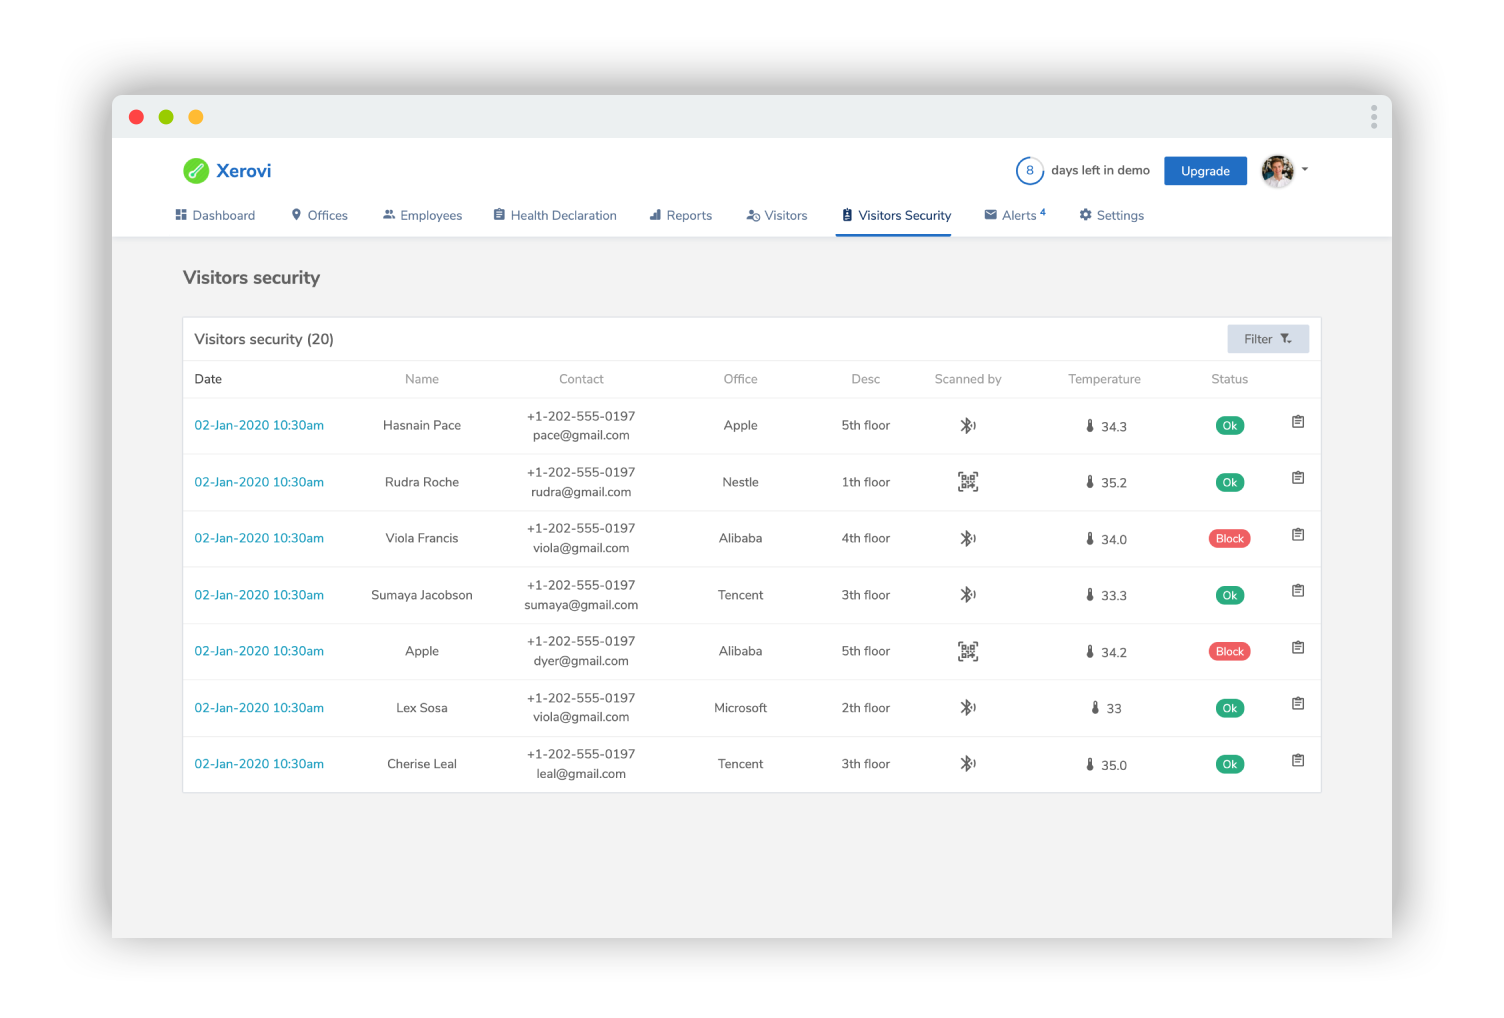 Xerovi
8 days left in demo Upgrade
Dashboard Offices Employees Health Declaration Reports Visitors Visitors Security Alerts 4 Settings
Visitors security
Visitors security (20) Filter
Date Name Contact Office Desc Scanned by Temperature Status
02-Jan-2020 10:30am Hasnain Pace +1-202-555-0197 Apple 5th floor 34.3 Ok
pace@gmail.com
02-Jan-2020 10:30am Rudra Roche +1-202-555-0197 Nestle 1th floor 35.2 Ok
rudra@gmail.com
02-Jan-2020 10:30am Viola Francis +1-202-555-0197 Alibaba 4th floor 34.0 Block
viola@gmail.com
02-Jan-2020 10:30am Sumaya Jacobson +1-202-555-0197 Tencent 3th floor 33.3 Ok
sumaya@gmail.com
02-Jan-2020 10:30am Apple +1-202-555-0197 Alibaba 5th floor 34.2 Block
dyer@gmail.com
02-Jan-2020 10:30am Lex Sosa +1-202-555-0197 Microsoft 2th floor 33 Ok
viola@gmail.com
02-Jan-2020 10:30am Cherise Leal +1-202-555-0197 Tencent 3th floor 35.0 Ok
leal@gmail.com